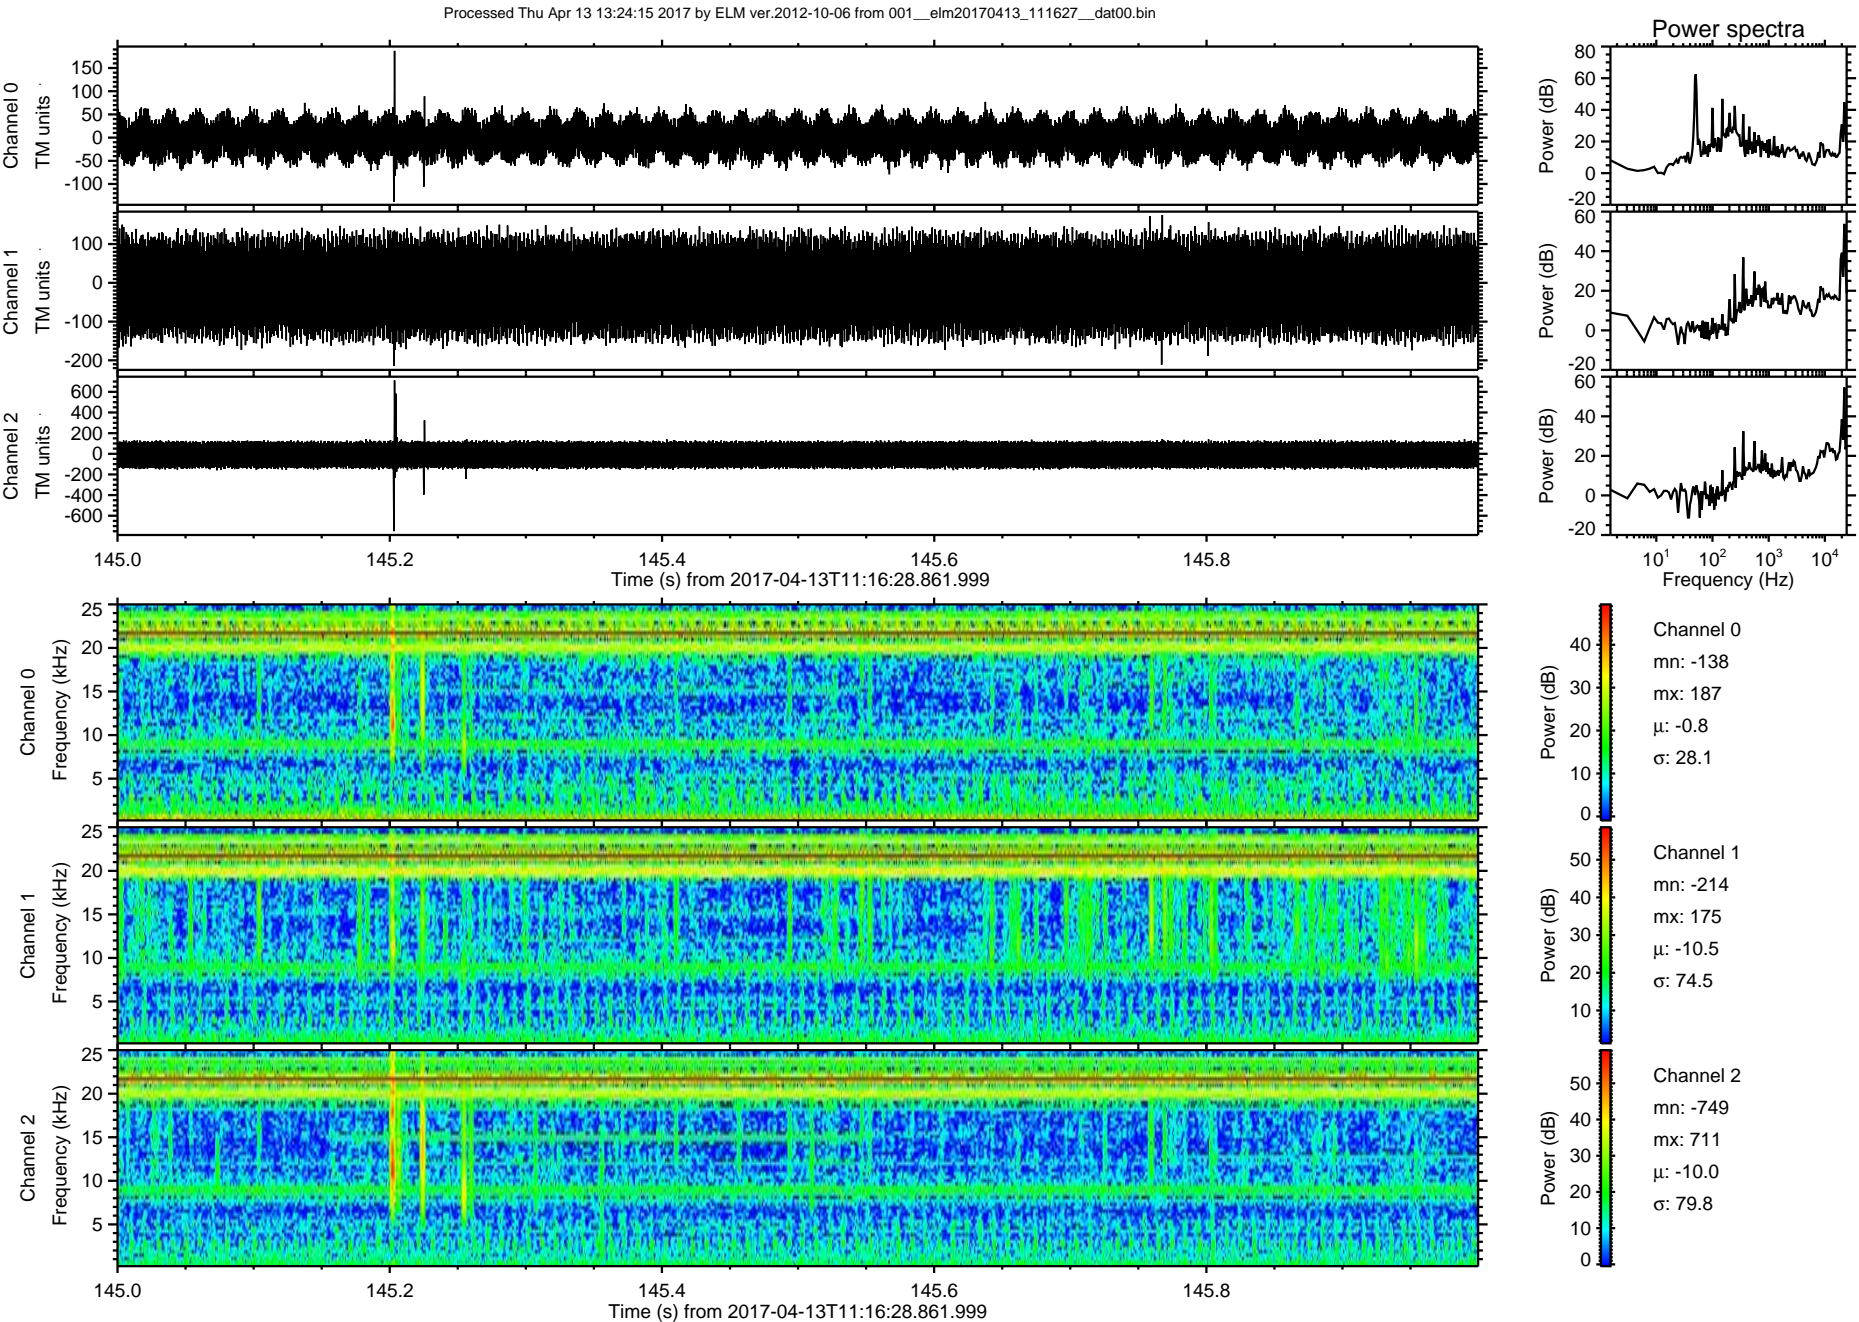 Processed Thu Apr 13 13:24:15 2017 by ELM ver.2012-10-06 from 001__elm20170413_111627__dat00.bin
Power spectra
Channel 0
TM units
150
100
50
0
-50
-100
Power (dB)
80
60
40
20
0
-20
Channel 1
TM units
100
0
-100
-200
Power (dB)
60
40
20
0
-20
Channel 2
TM units
600
400
200
0
-200
-400
-600
Power (dB)
60
40
20
0
-20
145.0 145.2 145.4 145.6 145.8
Time (s) from 2017-04-13T11:16:28.861.999
10¹ 10² 10³ 10⁴
Frequency (Hz)
Channel 0
Frequency (kHz)
25
20
15
10
5
Power (dB)
40
30
20
10
0
Channel 0
mn: -138
mx: 187
μ: -0.8
σ: 28.1
Channel 1
Frequency (kHz)
25
20
15
10
5
Power (dB)
50
40
30
20
10
Channel 1
mn: -214
mx: 175
μ: -10.5
σ: 74.5
Channel 2
Frequency (kHz)
25
20
15
10
5
Power (dB)
50
40
30
20
10
0
Channel 2
mn: -749
mx: 711
μ: -10.0
σ: 79.8
145.0 145.2 145.4 145.6 145.8
Time (s) from 2017-04-13T11:16:28.861.999